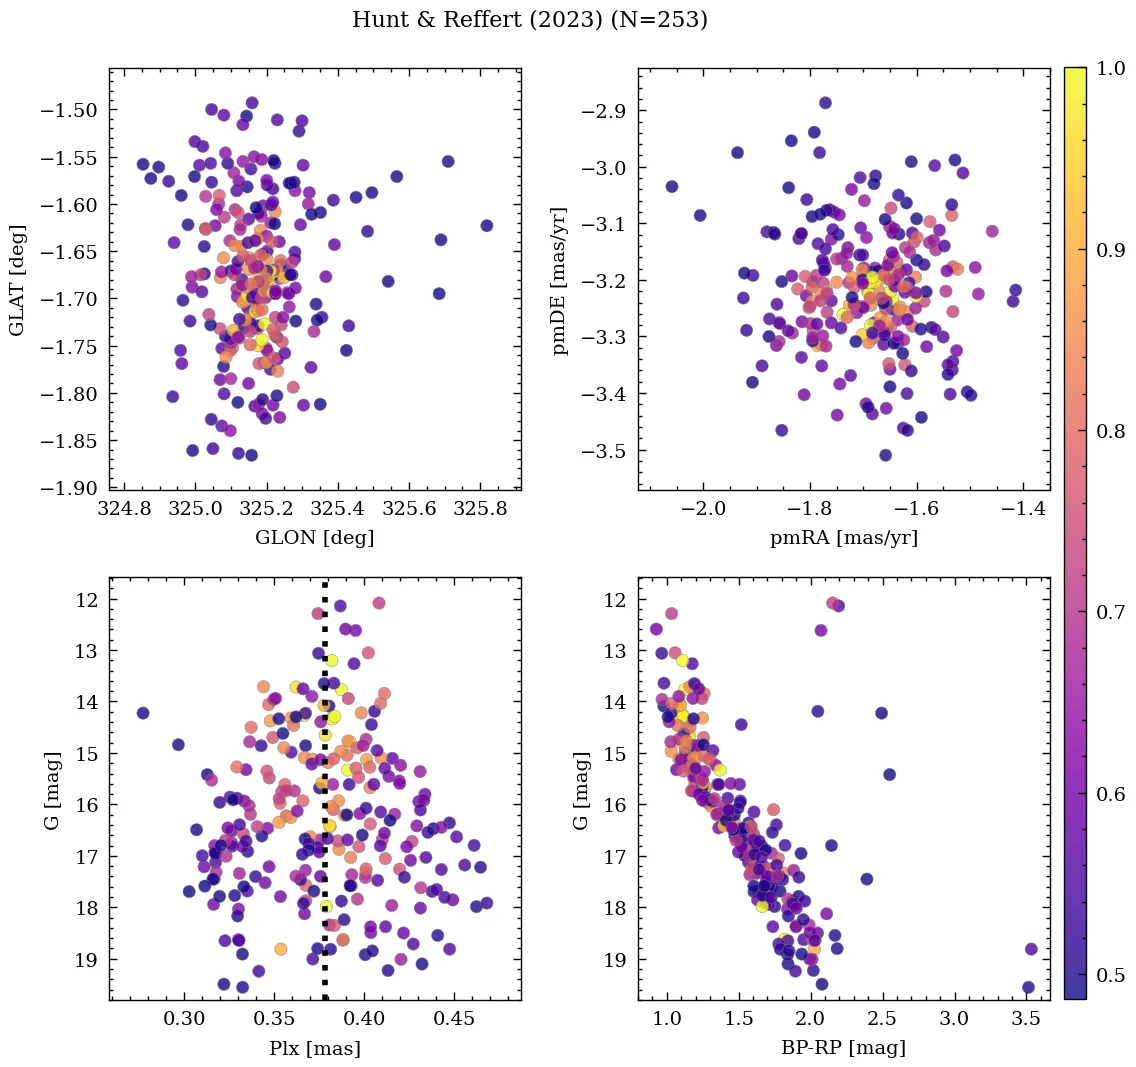 Hunt & Reffert (2023) (N=253)
−1.50
−1.55
−1.60
−1.65
−1.70
−1.75
−1.80
−1.85
−1.90
GLAT [deg]
324.8 325.0 325.2 325.4 325.6 325.8
GLON [deg]
−2.9
−3.0
−3.1
−3.2
−3.3
−3.4
−3.5
pmDE [mas/yr]
−2.0 −1.8 −1.6 −1.4
pmRA [mas/yr]
12
13
14
15
16
17
18
19
G [mag]
0.30 0.35 0.40 0.45
Plx [mas]
12
13
14
15
16
17
18
19
G [mag]
1.0 1.5 2.0 2.5 3.0 3.5
BP-RP [mag]
1.0
0.9
0.8
0.7
0.6
0.5